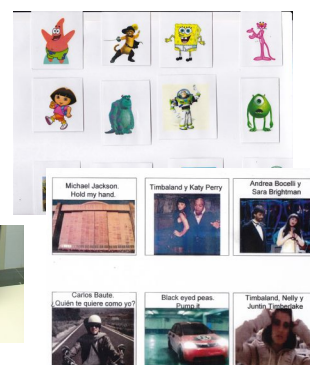 Michael Jackson.
Hold my hand.
Timbaland y Katy Perry
Andrea Bocelli y
Sara Brightman
Carlos Baute.
¿Quién te quiere como yo?
Black eyed peas.
Pump it
Timbaland, Nelly y
Juntin Timberlake